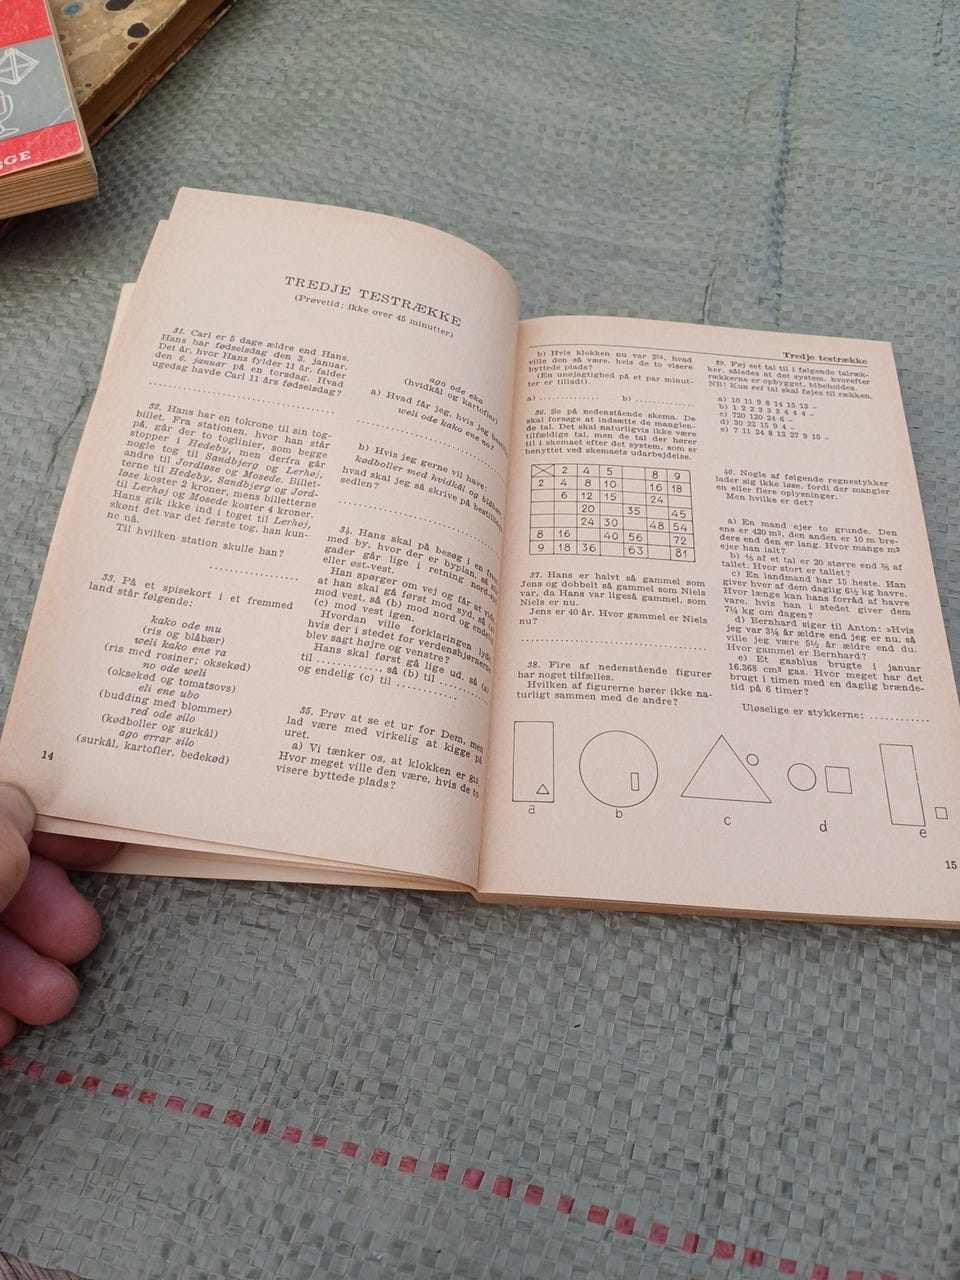 GGE
TREDJE TESTRÆKKE
(Prøvetid: ikke over 45 minutter)
31. Carl er 5 dage ældre end Hans.
Hans har fødselsdag den 3. januar.
Det år, hvor Hans fylder 11 år, falder
den 6. januar på en torsdag. Hvad
ugedag havde Carl 11 års fødselsdag?
32. Hans har en tokrone til sin tog-
billet. Fra stationen, hvor han står
på, går der to toglinier, som begge
stopper i Hedeby, men derfra går
nogle tog til Sandbjerg og Lerhøj,
andre til Jordløse og Mosede. Billet-
terne til Hedeby, Sandbjerg og Jord-
løse koster 2 kroner, mens billetterne
til Lerhøj og Mosede koster 4 kroner.
Hans gik ikke ind i toget til Lerhøj,
skønt det var det første tog, han kun-
ne nå.
Til hvilken station skulle han?
33. På et spisekort i et fremmed
land står følgende:
kako ode mu
(ris og blåbær)
weli kako ene ra
(ris med rosiner; oksekød)
no ode weli
(oksekød og tomatsovs)
eli ene ubo
(budding med blommer)
red ode silo
(kødboller og surkål)
ago errar silo
(surkål, kartofler, bedekød)
14
ago ode eka
(hvidkål og kartofler)
a) Hvad får jeg, hvis jeg
weli ode kako ene no?
b) Hvis jeg gerne vil have:
kødboller med hvidkål og
hvad skal jeg så skrive på
sedlen?
34. Hans skal på besøg i en
med by, hvor der er byplan, så
gader går lige i retning
eller øst-vest.
Han spørger om vej og får at vide,
at han skal gå først mod syd, så (a)
mod vest, så (b) mod nord og endelig
(c) mod vest igen.
Hvordan ville forklaringen lyde,
hvis der i stedet for verdenshjørnerne
blev sagt højre og venstre?
Hans skal først gå lige ud, så (a)
til ............ så (b) til
og endelig (c) til ............
35. Prøv at se et ur for Dem, men
lad være med virkelig at kigge på
uret.
a) Vi tænker os, at klokken er
Hvor meget ville den være, hvis de to
visere byttede plads?
Tredje testrække
b) Hvis klokken nu var 2⁵¹, hvad
ville den så være, hvis de to visere
byttede plads?
(En unøjagtighed på et par minut-
ter er tilladt).
a) ............ b) ............
36. Se på nedenstående skema. De
skal forsøge at indsætte de manglen-
de tal. Det skal naturligvis ikke være
tilfældige tal, men de tal der hører
til i skemaet efter det system, som er
benyttet ved skemaets udarbejdelse.
2 4 5 8 9
2 4 8 10 16 18
6 12 15 24
20 35 45
24 30 48 54
8 16 40 56 72
9 18 36 63 81
37. Hans er halvt så gammel som
Jens og dobbelt så gammel som Niels
var, da Hans var ligeså gammel, som
Niels er nu.
Jens er 40 år. Hvor gammel er Niels
nu?
38. Fire af nedenstående figurer
har noget tilfælles.
Hvilken af figurerne hører ikke na-
turligt sammen med de andre?
39. Føj eet tal til i følgende talræk-
ker, således at det system, hvorefter
rækkerne er opbygget, bibeholdes.
NB! Kun eet tal skal føjes til rækken.
a) 10 11 9 8 14 15 13 –
b) 1 2 2 3 3 3 4 4 4 –
c) 720 120 24 6 –
d) 30 22 15 9 4 –
e) 7 11 24 8 13 27 9 15 –
40. Nogle af følgende regnestykker
lader sig ikke løse, fordi der mangler
en eller flere oplysninger.
Men hvilke er det?
a) En mand ejer to grunde. Den
ene er 420 m², den anden er 10 m bre-
dere end den er lang. Hvor mange m²
ejer han ialt?
b) ⅘ af et tal er 20 større end ⅗ af
tallet. Hvor stort er tallet?
c) En landmand har 15 heste. Han
giver hver af dem daglig 6½ kg havre.
Hvor længe kan hans forråd af havre
vare, hvis han i stedet giver dem
7¼ kg om dagen?
d) Bernhard siger til Anton: »Hvis
jeg var 3¼ år ældre end jeg er nu, så
ville jeg være 5½ år ældre end du.
Hvor gammel er Bernhard?
e) Et gasblus brugte i januar
16.368 cm³ gas. Hvor meget har det
brugt i timen med en daglig brænde-
tid på 6 timer?
Uløselige er stykkerne: ............
a
b
c
d
e
15